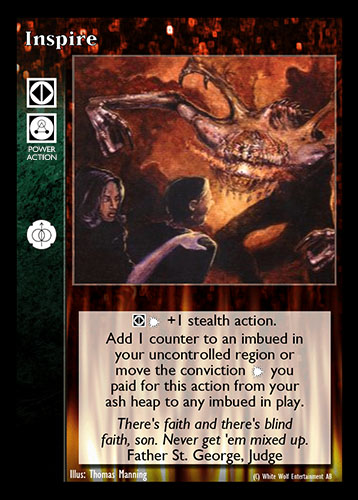 Inspire
POWER
ACTION
+1 stealth action.
Add 1 counter to an imbued in
your uncontrolled region or
move the conviction you
paid for this action from your
ash heap to any imbued in play.
There's faith and there's blind
faith, son. Never get 'em mixed up.
Father St. George, Judge
Illus: Thomas Manning
(C) White Wolf Entertainment AB